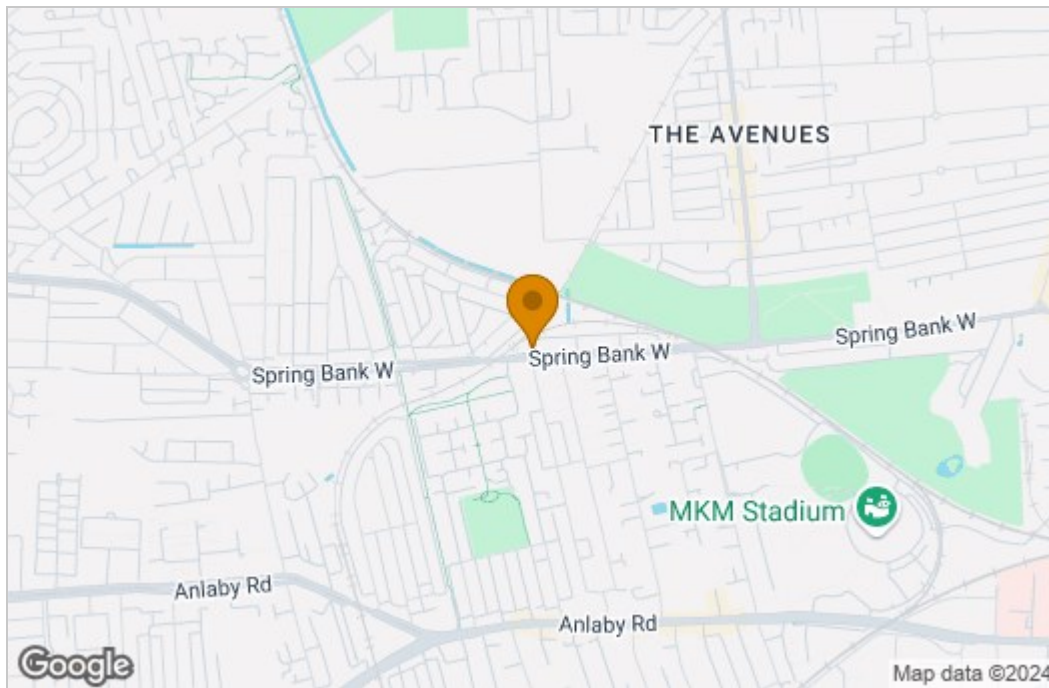 THE AVENUES
Spring Bank W
Spring Bank W
Spring Bank W
MKM Stadium
Anlaby Rd
Anlaby Rd
Google
Map data ©2024